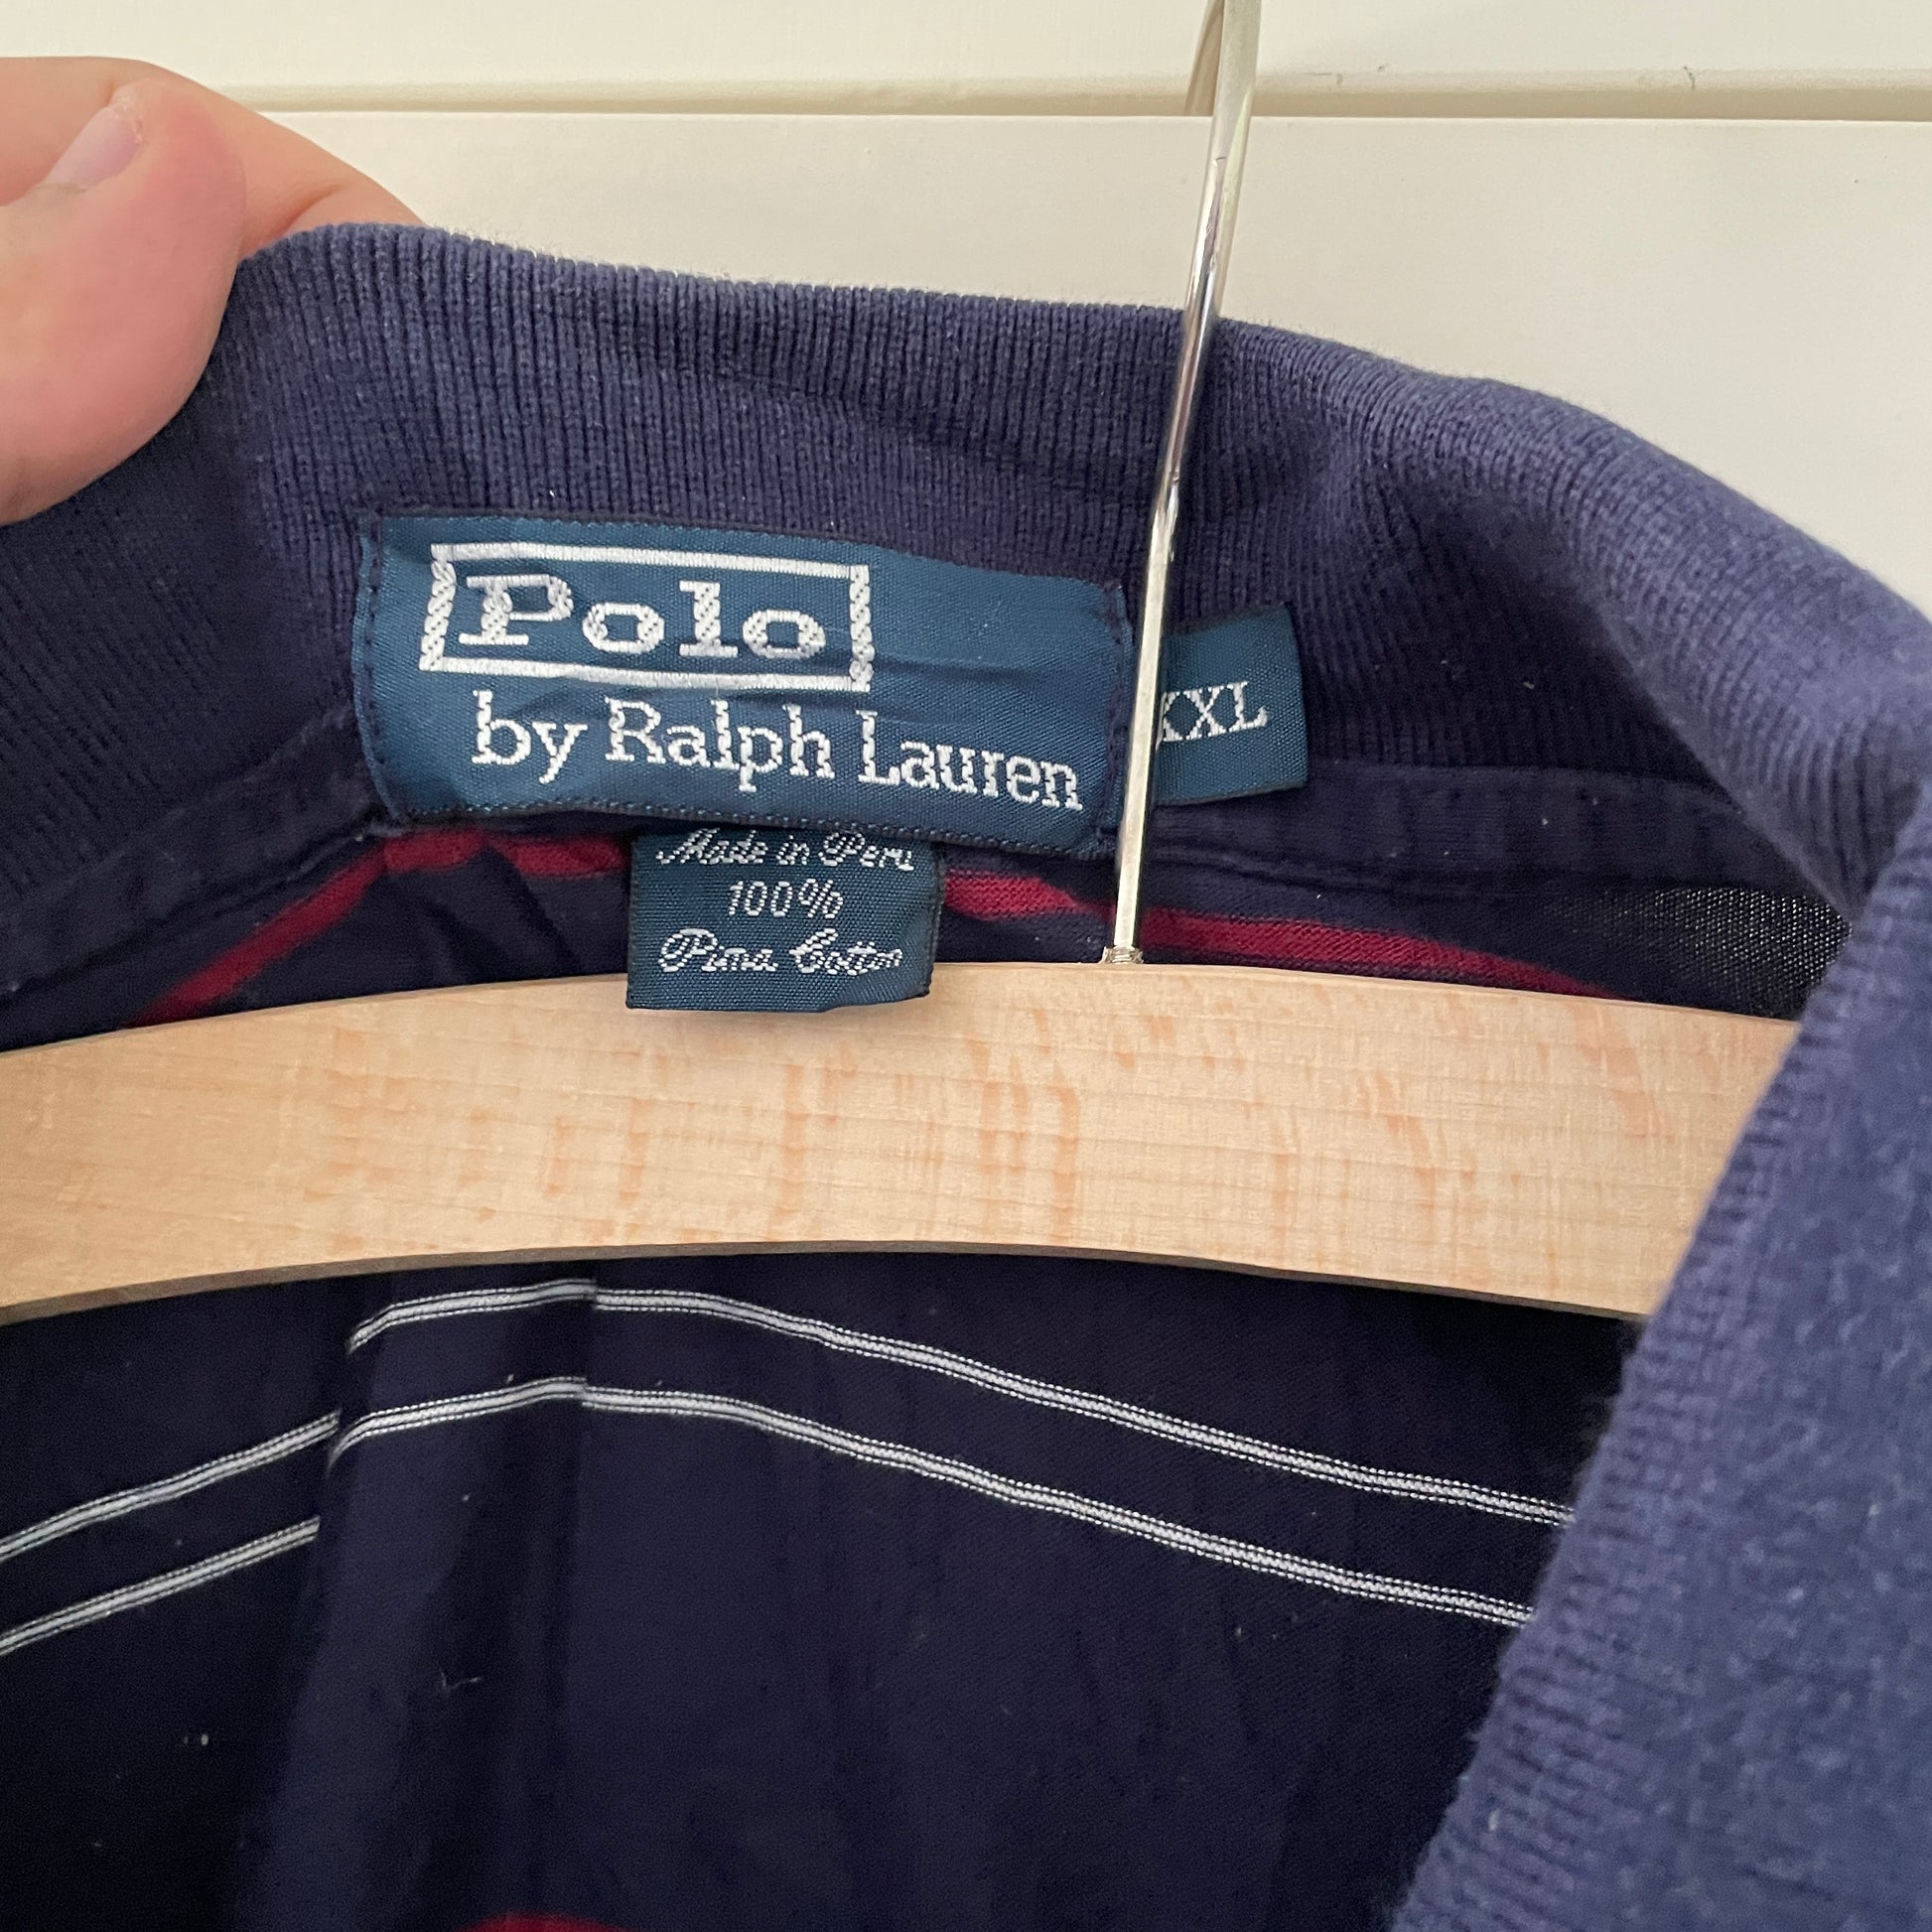 Polo
by Ralph Lauren
XXL
Made in Peru
100%
Pima Cotton